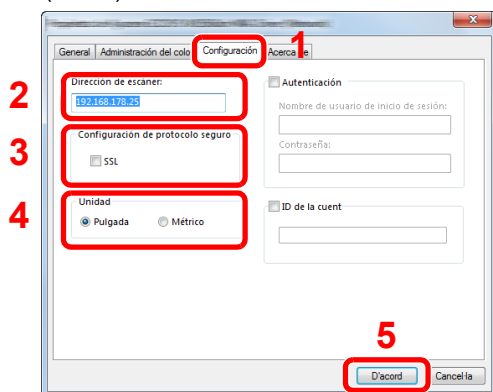 1
General Administración del colo Configuración Acerca de
2
Dirección de escáner:
192.168.178.25
Autenticación
Nombre de usuario de inicio de sesión:
3
Configuración de protocolo seguro
SSL
Contraseña:
4
Unidad
Pulgada Métrico
ID de la cuent
5
D'acord Cancel·la